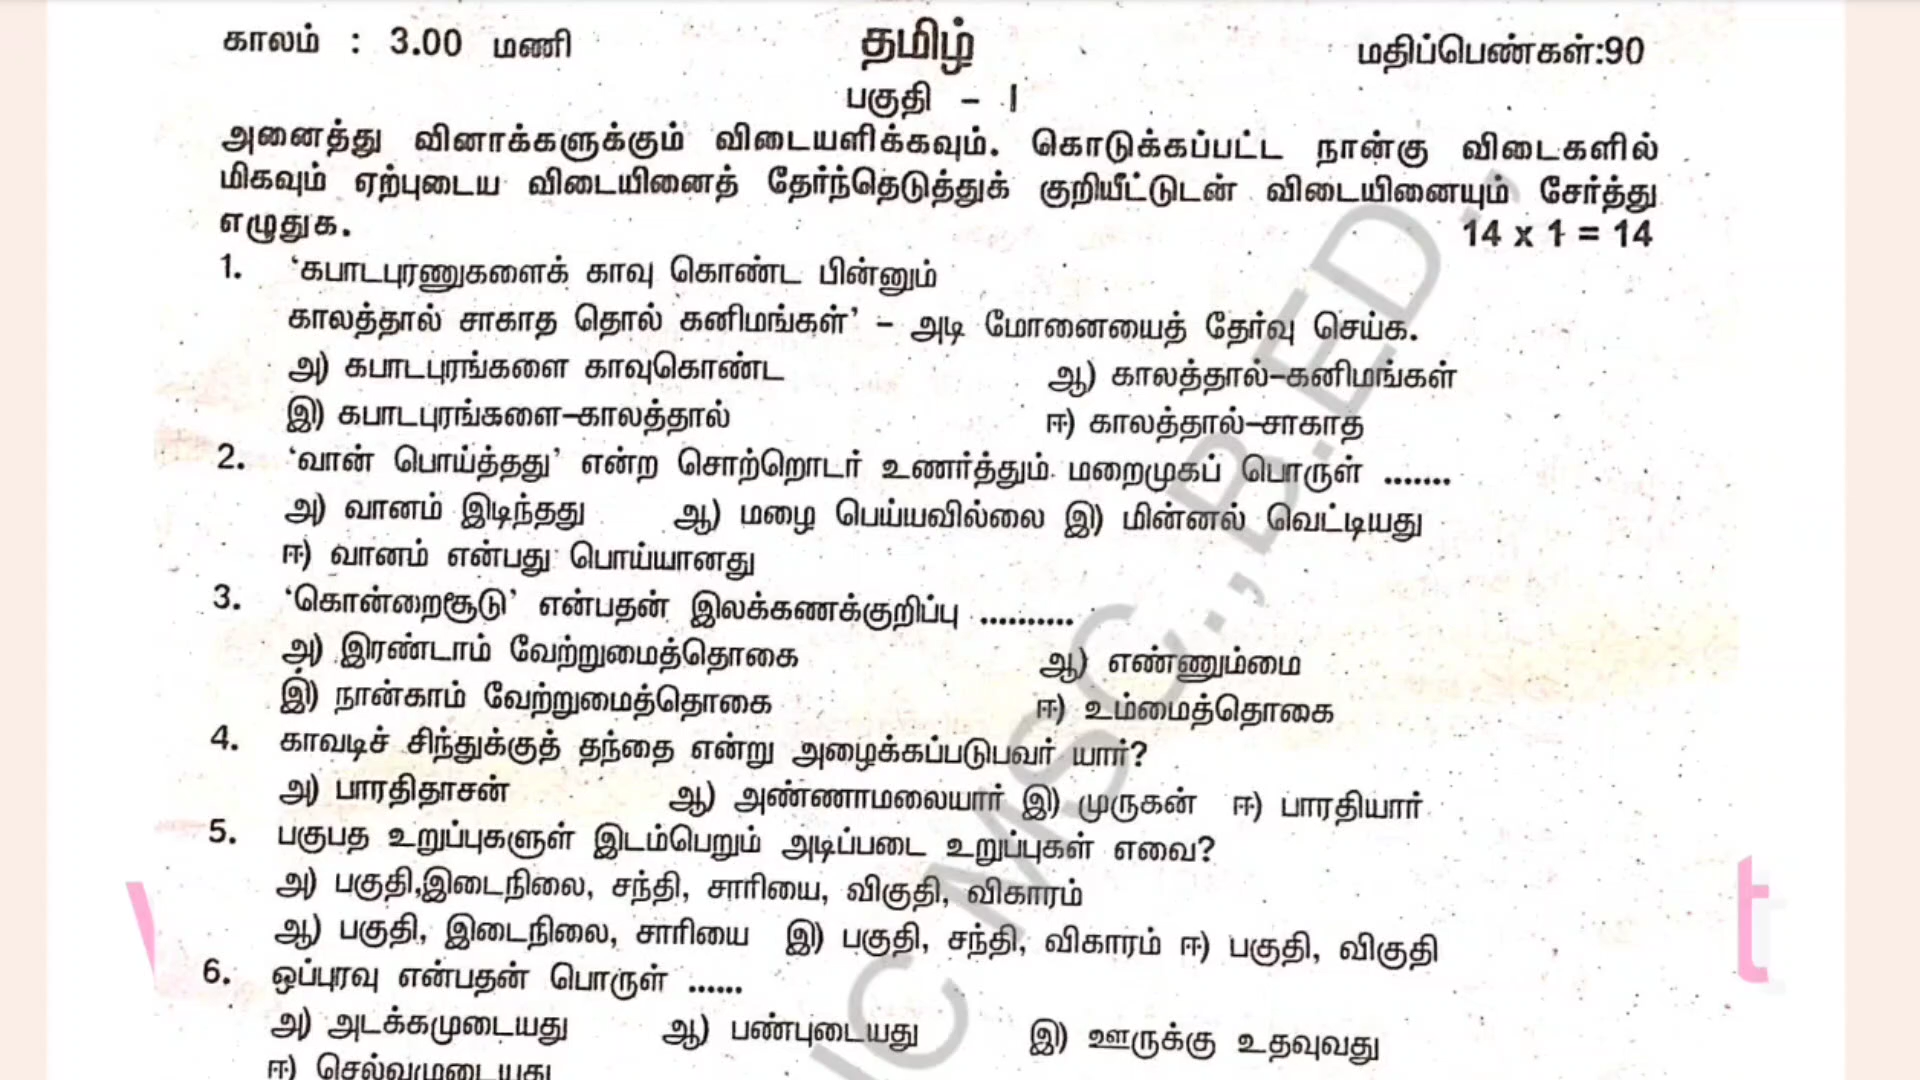 காலம் : 3.00 மணி தமிழ் மதிப்பெண்கள்:90
பகுதி - I
அனைத்து வினாக்களுக்கும் விடையளிக்கவும். கொடுக்கப்பட்ட நான்கு விடைகளில்
மிகவும் ஏற்புடைய விடையினைத் தேர்ந்தெடுத்துக் குறியீட்டுடன் விடையினையும் சேர்த்து
எழுதுக. 14 x 1 = 14
1. ‘கபாடபுரணுகளைக் காவு கொண்ட பின்னும்
காலத்தால் சாகாத தொல் கனிமங்கள்’ – அடி மோனையைத் தேர்வு செய்க.
அ) கபாடபுரங்களை காவுகொண்ட ஆ) காலத்தால்–கனிமங்கள்
இ) கபாடபுரங்களை–காலத்தால் ஈ) காலத்தால்–சாகாத
2. ‘வான் பொய்த்தது’ என்ற சொற்றொடர் உணர்த்தும் மறைமுகப் பொருள் .......
அ) வானம் இடிந்தது ஆ) மழை பெய்யவில்லை இ) மின்னல் வெட்டியது
ஈ) வானம் என்பது பொய்யானது
3. ‘கொன்றைசூடு’ என்பதன் இலக்கணக்குறிப்பு ..........
அ) இரண்டாம் வேற்றுமைத்தொகை ஆ) எண்ணும்மை
இ) நான்காம் வேற்றுமைத்தொகை ஈ) உம்மைத்தொகை
4. காவடிச் சிந்துக்குத் தந்தை என்று அழைக்கப்படுபவர் யார்?
அ) பாரதிதாசன் ஆ) அண்ணாமலையார் இ) முருகன் ஈ) பாரதியார்
5. பகுபத உறுப்புகளுள் இடம்பெறும் அடிப்படை உறுப்புகள் எவை?
அ) பகுதி,இடைநிலை, சந்தி, சாரியை, விகுதி, விகாரம்
ஆ) பகுதி, இடைநிலை, சாரியை இ) பகுதி, சந்தி, விகாரம் ஈ) பகுதி, விகுதி
6. ஒப்புரவு என்பதன் பொருள் ......
அ) அடக்கமுடையது ஆ) பண்புடையது இ) ஊருக்கு உதவுவது
ஈ) செல்வமுடையது
MSC.,B.ED.,